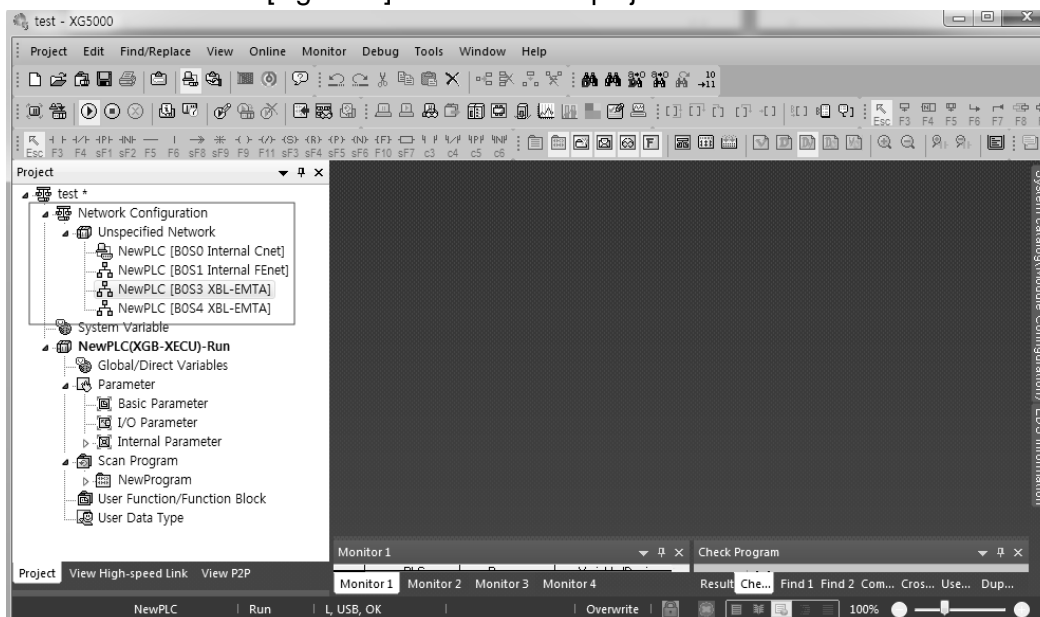 test - XG5000
Project Edit Find/Replace View Online Monitor Debug Tools Window Help
Esc F3 F4 F5 F6 F7 F8
Esc F3 F4 sF1 sF2 F5 F6 sF8 sF9 F9 F11 sF3 sF4 sF5 sF6 F10 sF7 c3 c4 c5 c6
Project
test *
Network Configuration
Unspecified Network
NewPLC [B0S0 Internal Cnet]
NewPLC [B0S1 Internal FEnet]
NewPLC [B0S3 XBL-EMTA]
NewPLC [B0S4 XBL-EMTA]
System Variable
NewPLC(XGB-XECU)-Run
Global/Direct Variables
Parameter
Basic Parameter
I/O Parameter
Internal Parameter
Scan Program
NewProgram
User Function/Function Block
User Data Type
Project View High-speed Link View P2P
Monitor 1
Monitor 1 Monitor 2 Monitor 3 Monitor 4
Check Program
Result Che... Find 1 Find 2 Com... Cros... Use... Dup...
NewPLC Run L, USB, OK Overwrite 100%